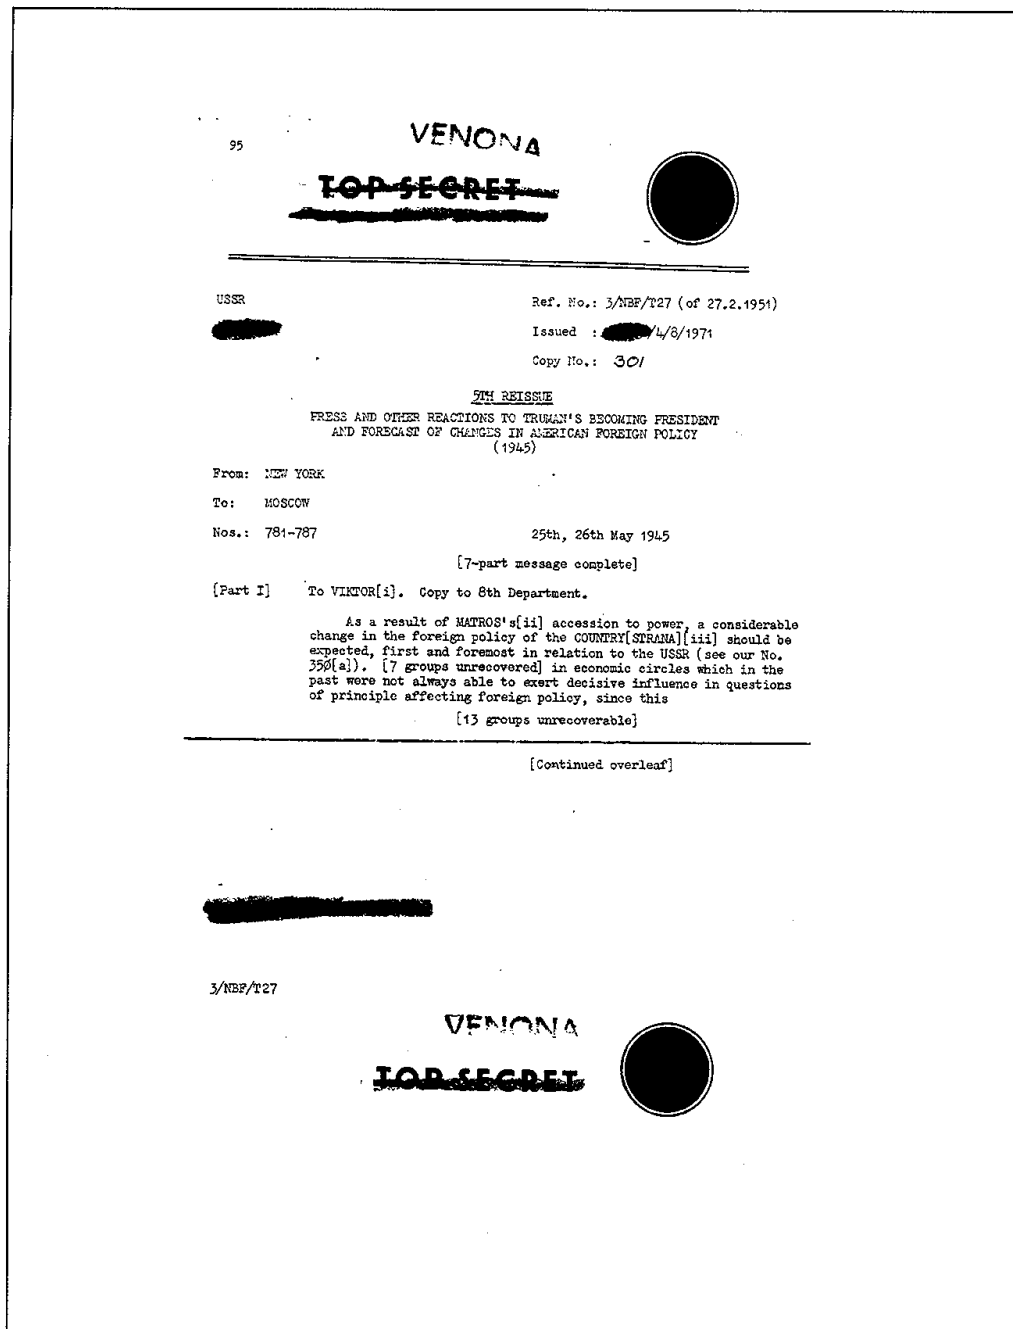 95
VENONA
TOP SECRET
USSR
Ref. No.: 3/NBF/T27 (of 27.2.1951)
Issued : /4/8/1971
Copy No.: 301
5TH REISSUE
PRESS AND OTHER REACTIONS TO TRUMAN'S BECOMING PRESIDENT
AND FORECAST OF CHANGES IN AMERICAN FOREIGN POLICY
(1945)
From: NEW YORK
To: MOSCOW
Nos.: 781-787
25th, 26th May 1945
[7-part message complete]
[Part I] To VIKTOR[i]. Copy to 8th Department.
As a result of MATROS's[ii] accession to power, a considerable
change in the foreign policy of the COUNTRY[STRANA][iii] should be
expected, first and foremost in relation to the USSR (see our No.
35Ø[a]). [7 groups unrecovered] in economic circles which in the
past were not always able to exert decisive influence in questions
of principle affecting foreign policy, since this
[13 groups unrecoverable]
[Continued overleaf]
3/NBF/T27
VENONA
TOP SECRET